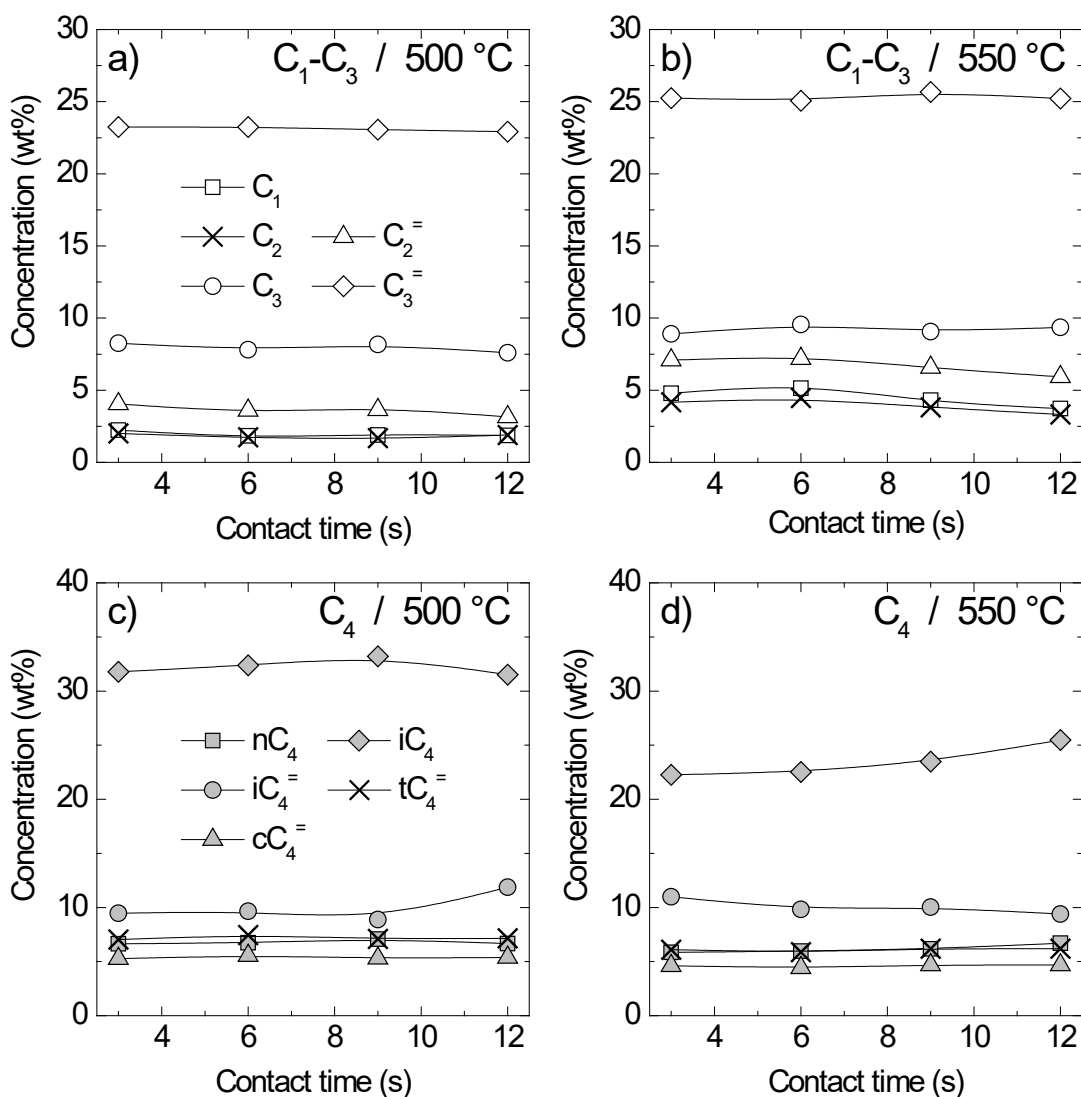 a) C₁-C₃ / 500 °C
Concentration (wt%)
30
25
20
15
10
5
0
C₁
C₂ C₂⁼
C₃ C₃⁼
4 6 8 10 12
Contact time (s)
b) C₁-C₃ / 550 °C
Concentration (wt%)
30
25
20
15
10
5
0
4 6 8 10 12
Contact time (s)
c) C₄ / 500 °C
Concentration (wt%)
40
30
20
10
0
nC₄ iC₄
iC₄⁼ tC₄⁼
cC₄⁼
4 6 8 10 12
Contact time (s)
d) C₄ / 550 °C
Concentration (wt%)
40
30
20
10
0
4 6 8 10 12
Contact time (s)